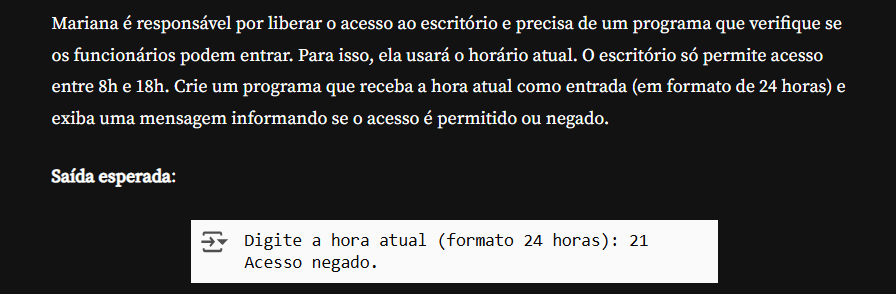 Mariana é responsável por liberar o acesso ao escritório e precisa de um programa que verifique se
os funcionários podem entrar. Para isso, ela usará o horário atual. O escritório só permite acesso
entre 8h e 18h. Crie um programa que receba a hora atual como entrada (em formato de 24 horas) e
exiba uma mensagem informando se o acesso é permitido ou negado.
Saída esperada:
Digite a hora atual (formato 24 horas): 21
Acesso negado.